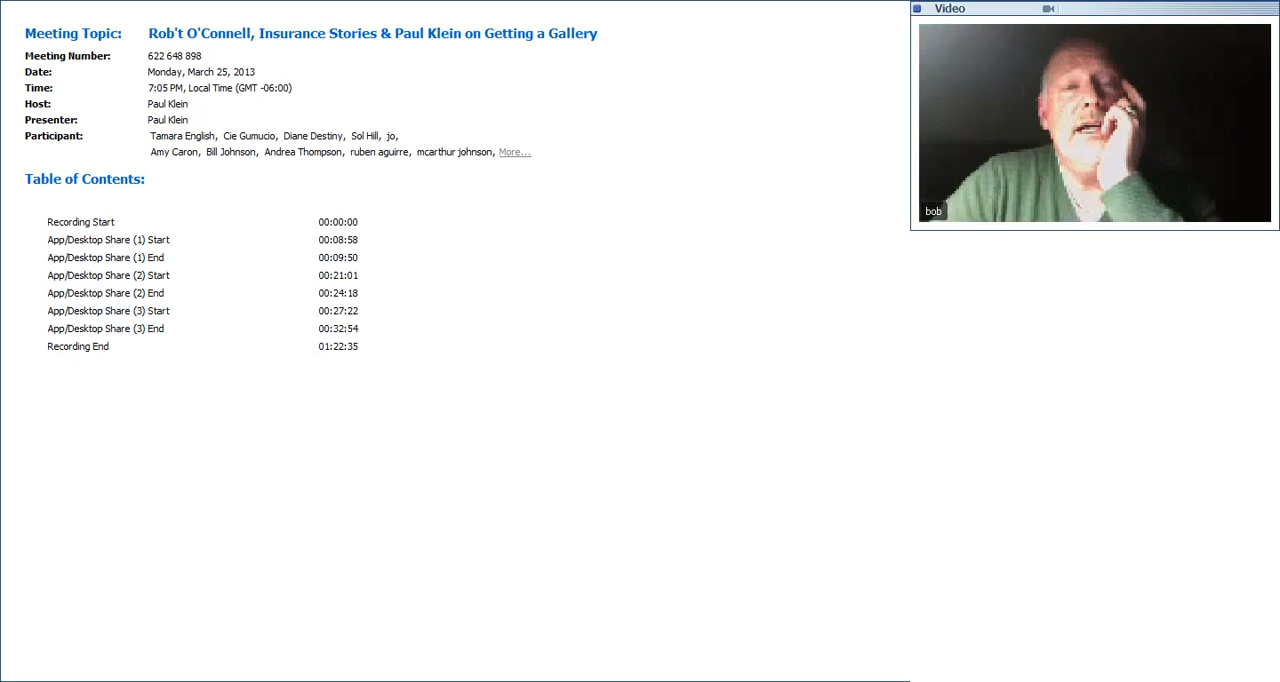 Meeting Topic: Rob't O'Connell, Insurance Stories & Paul Klein on Getting a Gallery
Meeting Number: 622 648 898
Date: Monday, March 25, 2013
Time: 7:05 PM, Local Time (GMT -06:00)
Host: Paul Klein
Presenter: Paul Klein
Participant: Tamara English, Cie Gumucio, Diane Destiny, Sol Hill, jo,
Amy Caron, Bill Johnson, Andrea Thompson, ruben aguirre, mcarthur johnson, More...
Table of Contents:
Recording Start 00:00:00
App/Desktop Share (1) Start 00:08:58
App/Desktop Share (1) End 00:09:50
App/Desktop Share (2) Start 00:21:01
App/Desktop Share (2) End 00:24:18
App/Desktop Share (3) Start 00:27:22
App/Desktop Share (3) End 00:32:54
Recording End 01:22:35
Video
bob